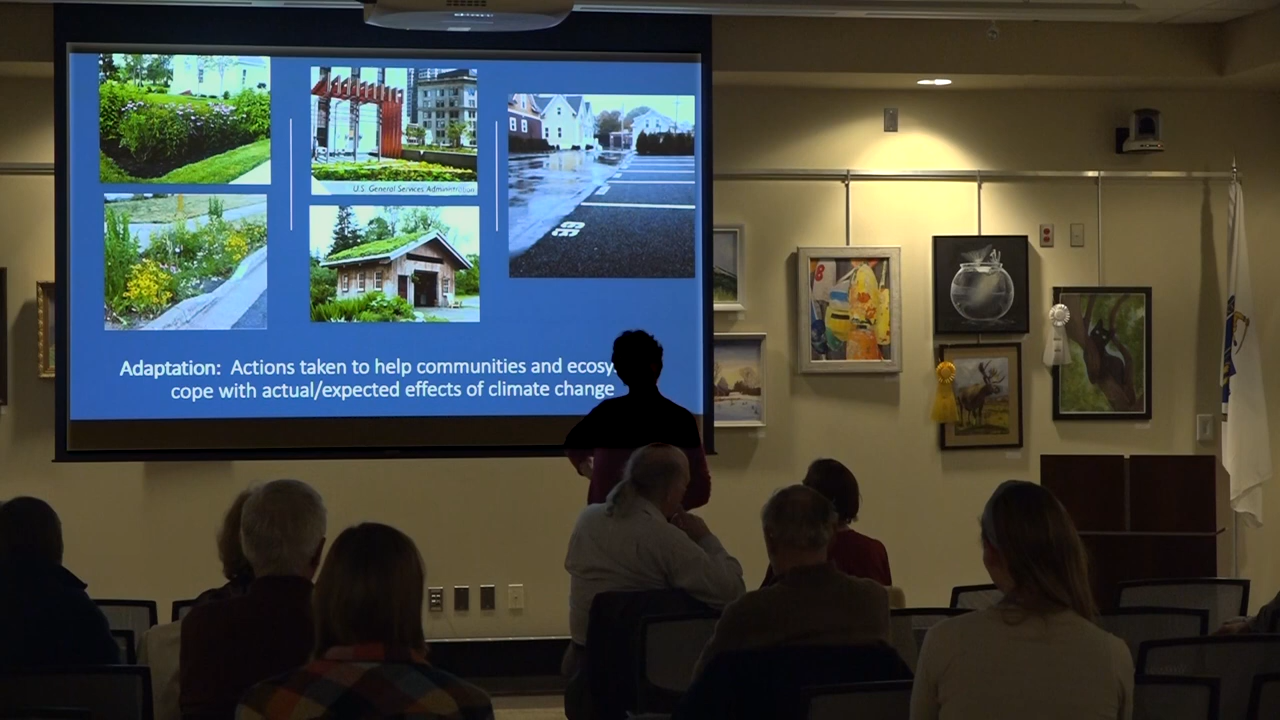 U.S. General Services Administration
39
Adaptation: Actions taken to help communities and ecosy
cope with actual/expected effects of climate change